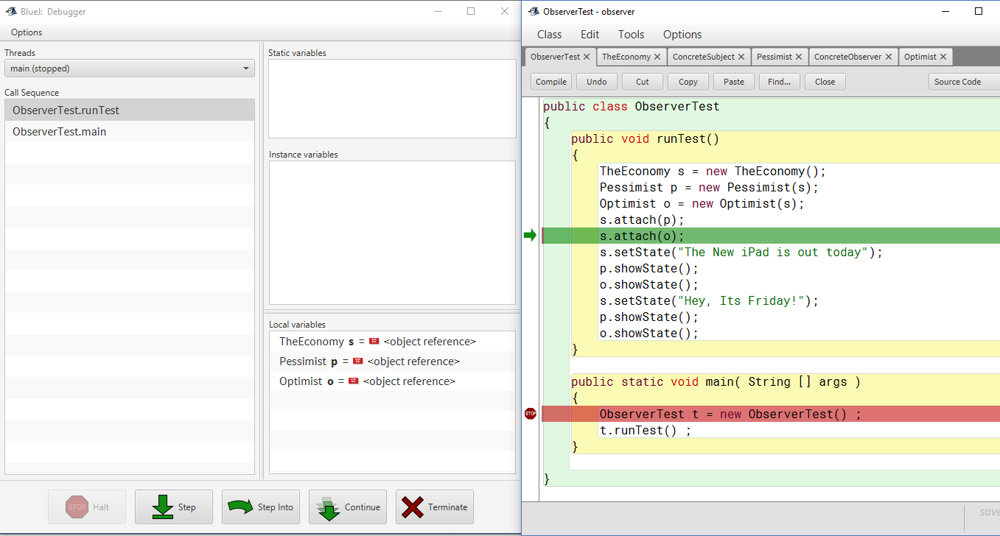 BlueJ: Debugger
Options
Threads
main (stopped)
Call Sequence
ObserverTest.runTest
ObserverTest.main
Static variables
Instance variables
Local variables
TheEconomy s = <object reference>
Pessimist p = <object reference>
Optimist o = <object reference>
STOP Halt
Step
Step Into
Continue
Terminate
ObserverTest - observer
Class Edit Tools Options
ObserverTest TheEconomy ConcreteSubject Pessimist ConcreteObserver Optimist
Compile Undo Cut Copy Paste Find... Close Source Code
public class ObserverTest
{
public void runTest()
{
TheEconomy s = new TheEconomy();
Pessimist p = new Pessimist(s);
Optimist o = new Optimist(s);
s.attach(p);
s.attach(o);
s.setState("The New iPad is out today");
p.showState();
o.showState();
s.setState("Hey, Its Friday!");
p.showState();
o.showState();
}
public static void main( String [] args )
{
STOP ObserverTest t = new ObserverTest() ;
t.runTest() ;
}
}
save